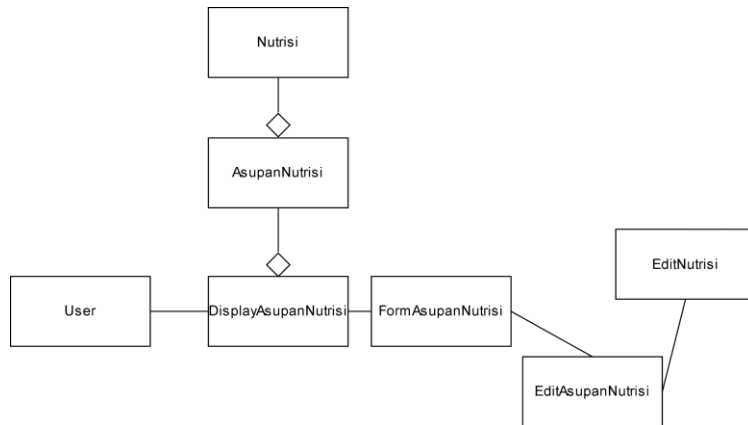 Nutrisi
AsupanNutrisi
EditNutrisi
User
DisplayAsupanNutrisi
FormAsupanNutrisi
EditAsupanNutrisi